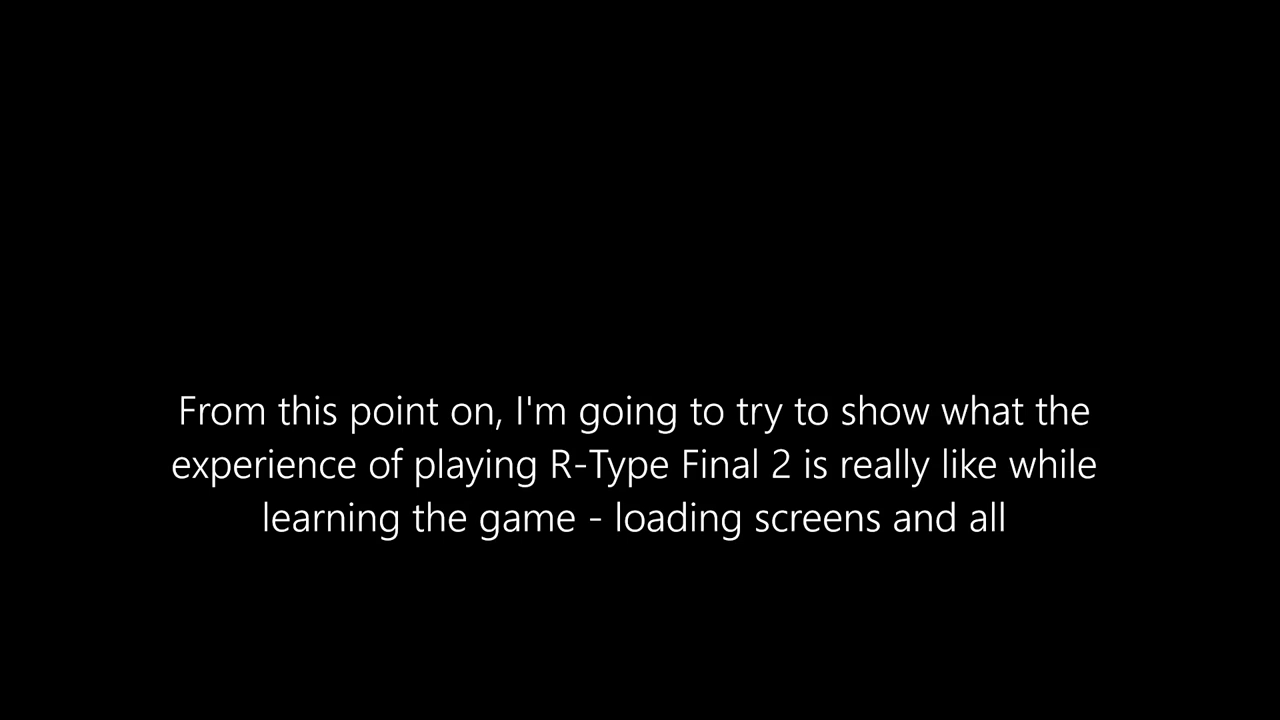 From this point on, I'm going to try to show what the
experience of playing R-Type Final 2 is really like while
learning the game - loading screens and all